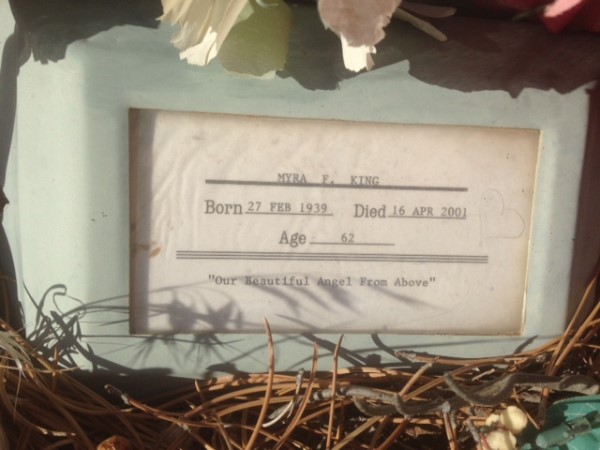 MYRA F. KING
Born 27 FEB 1939 Died 16 APR 2001
Age 62
"Our Beautiful Angel From Above"